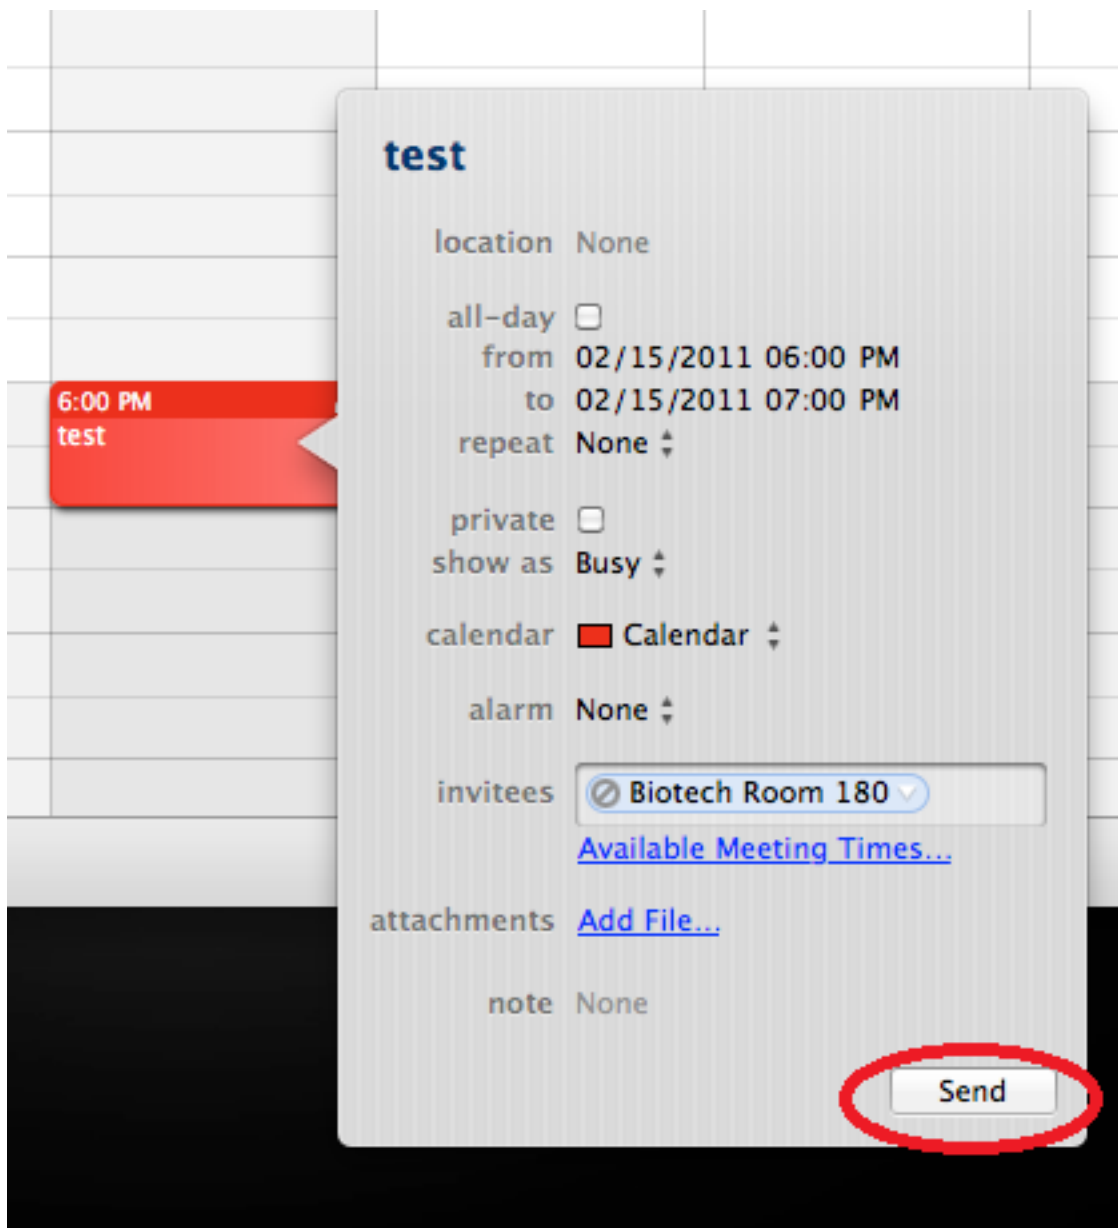 6:00 PM
test
test
location None
all-day
from 02/15/2011 06:00 PM
to 02/15/2011 07:00 PM
repeat None
private
show as Busy
calendar Calendar
alarm None
invitees Biotech Room 180
Available Meeting Times...
attachments Add File...
note None
Send